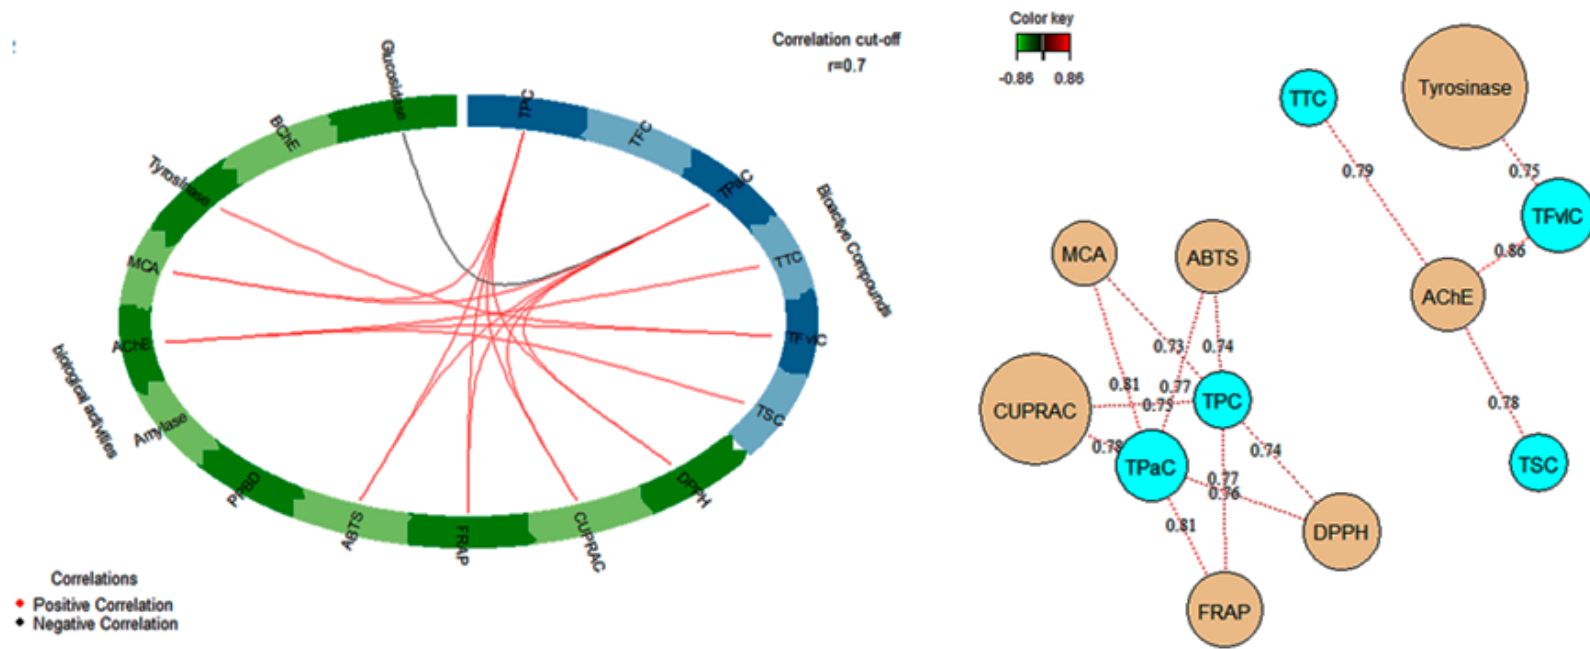 Correlation cut-off
r=0.7
Glucosidase
BChE
Tyrosinase
MCA
AChE
Amylase
PPBD
ABTS
FRAP
CUPRAC
DPPH
TSC
TFvlC
TTC
TPaC
TFC
TPC
Bioactive Compounds
biological activities
Correlations
Positive Correlation
Negative Correlation
Color key
-0.86 0.86
TTC
Tyrosinase
0.79
0.75
TFvlC
0.86
AChE
0.78
TSC
MCA
ABTS
0.73
0.74
0.81
0.77
CUPRAC
0.75
TPC
0.78
TPaC
0.74
0.77
0.76
0.81
DPPH
FRAP